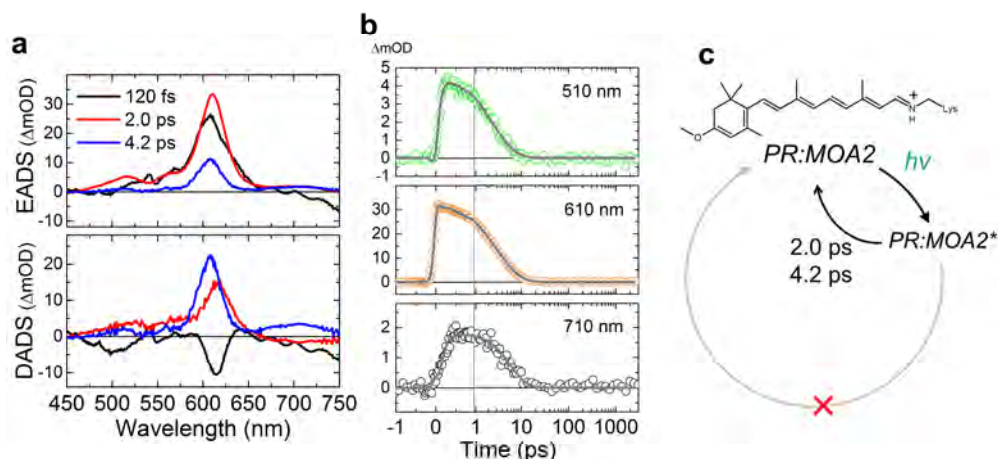 a
b
c
EADS (ΔmOD)
30
20
10
0
-10
120 fs
2.0 ps
4.2 ps
DADS (ΔmOD)
20
10
0
-10
450 500 550 600 650 700 750
Wavelength (nm)
ΔmOD
5
4
3
2
1
0
-1
510 nm
30
20
10
0
610 nm
2
1
0
710 nm
-1 0 1 10 100 1000
Time (ps)
O
N
+
H
Lys
PR:MOA2
hv
PR:MOA2*
2.0 ps
4.2 ps